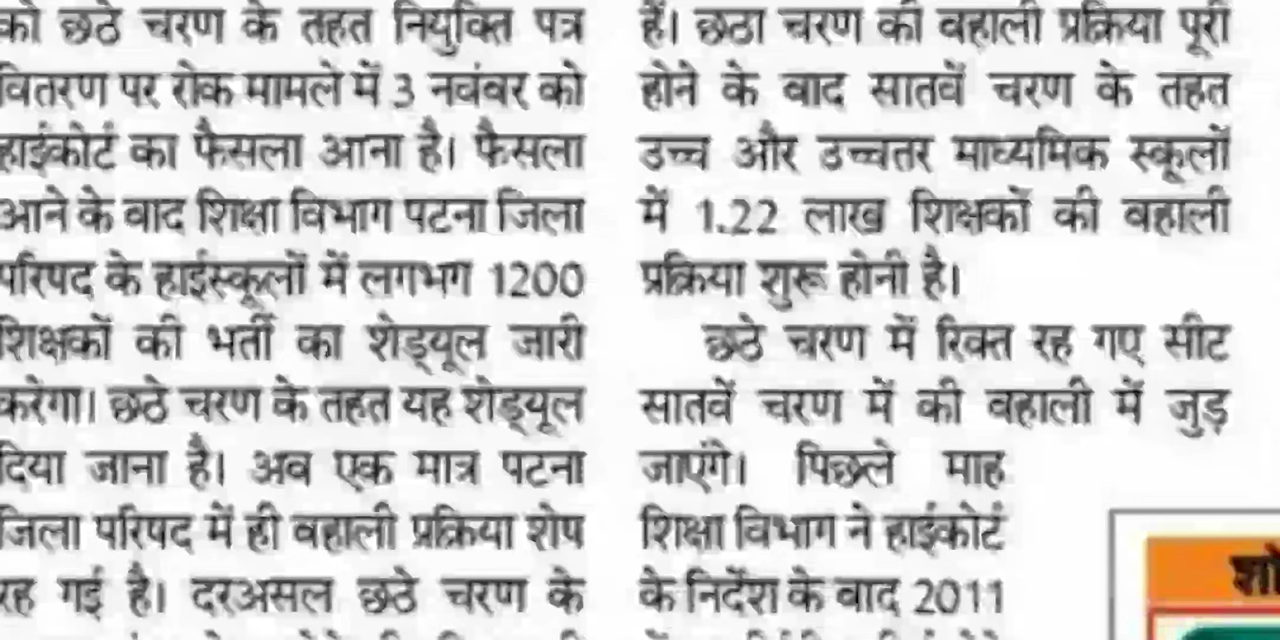 को छठे चरण के तहत नियुक्ति पत्र
वितरण पर रोक मामले में 3 नवंबर को
हाईकोर्ट का फैसला आना है। फैसला
आने के बाद शिक्षा विभाग पटना जिला
परिषद के हाईस्कूलों में लगभग 1200
शिक्षकों की भर्ती का शेड्यूल जारी
करेगा। छठे चरण के तहत यह शेड्यूल
दिया जाना है। अब एक मात्र पटना
जिला परिषद में ही बहाली प्रक्रिया शेष
रह गई है। दरअसल छठे चरण के
हैं। छठा चरण की बहाली प्रक्रिया पूरी
होने के बाद सातवें चरण के तहत
उच्च और उच्चतर माध्यमिक स्कूलों
में 1.22 लाख शिक्षकों की बहाली
प्रक्रिया शुरू होनी है।
छठे चरण में रिक्त रह गए सीट
सातवें चरण में की बहाली में जुड़
जाएंगे। पिछले माह
शिक्षा विभाग ने हाईकोर्ट
के निर्देश के बाद 2011